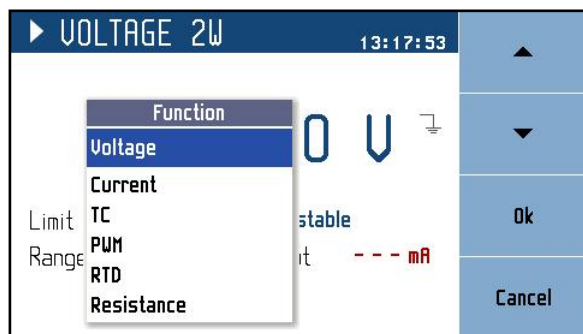 VOLTAGE 2W 13:17:53
Function
Voltage
0 V
Current
TC
Limit stable
PWM
Range - - - mA
RTD
Resistance
Ok
Cancel